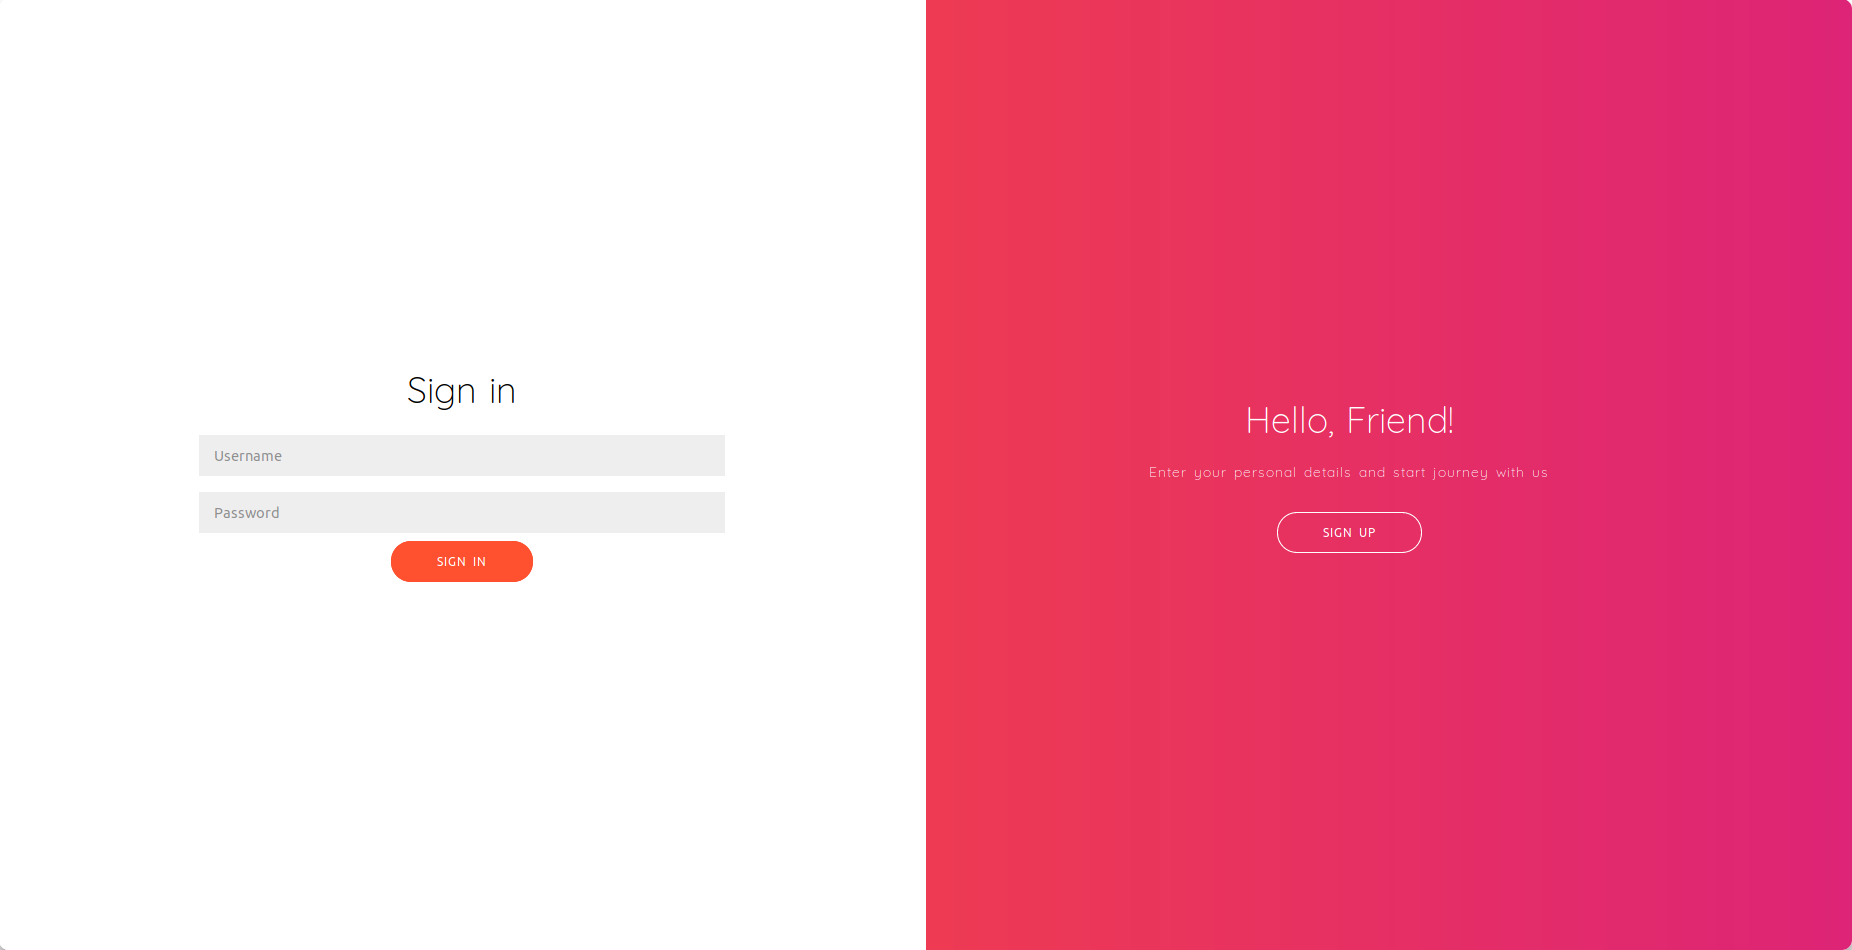 Sign in
Username
Password
SIGN IN
Hello, Friend!
Enter your personal details and start journey with us
SIGN UP